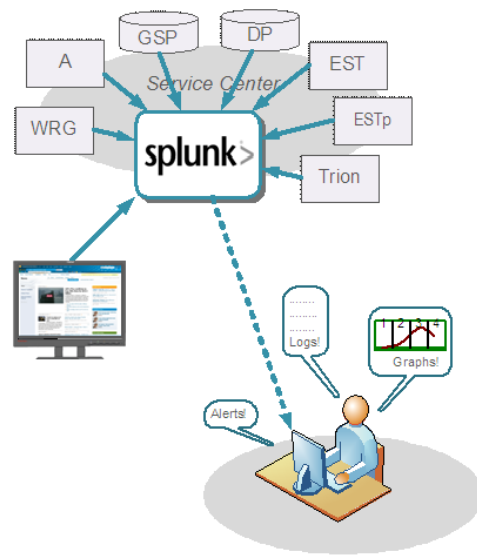 GSP
DP
A
EST
Service Center
WRG
ESTp
splunk>
Trion
........
.......
.......
Logs!
1 2 3 4
Graphs!
Alerts!